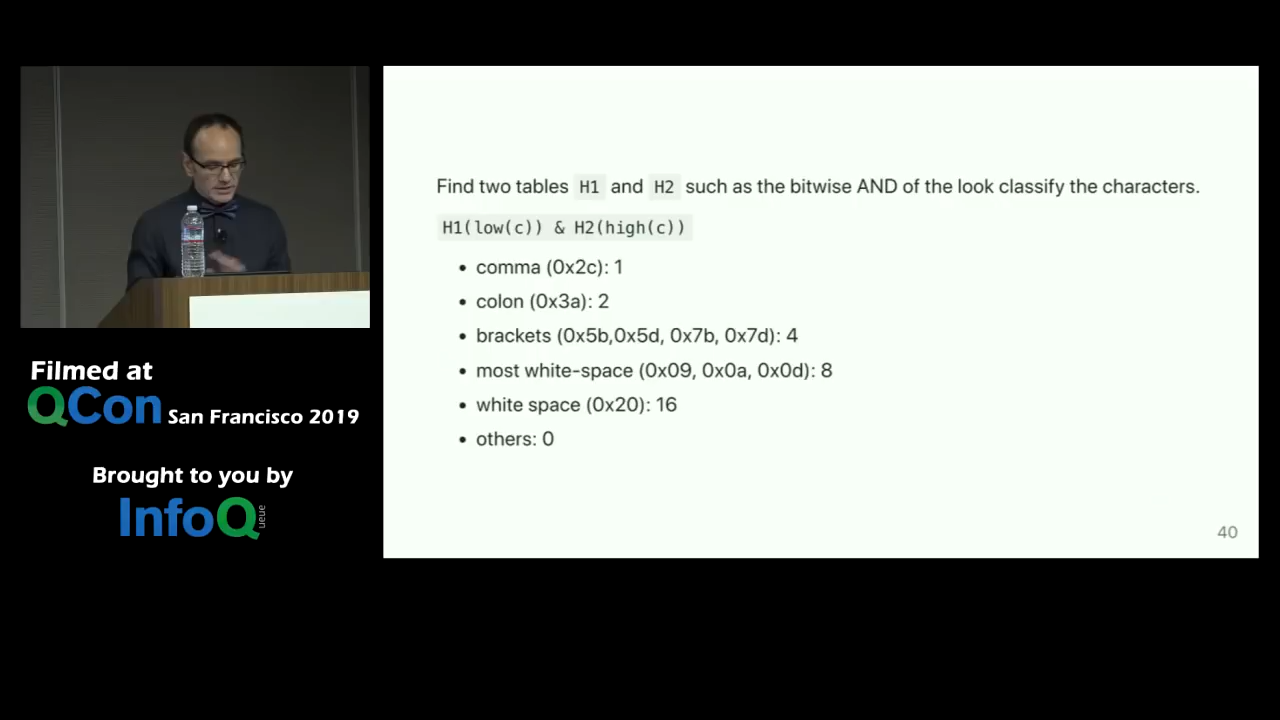 Find two tables H1 and H2 such as the bitwise AND of the look classify the characters.
H1(low(c)) & H2(high(c))
• comma (0x2c): 1
• colon (0x3a): 2
• brackets (0x5b,0x5d, 0x7b, 0x7d): 4
• most white-space (0x09, 0x0a, 0x0d): 8
• white space (0x20): 16
• others: 0
40
Filmed at
QCon San Francisco 2019
Brought to you by
InfoQ
ueue